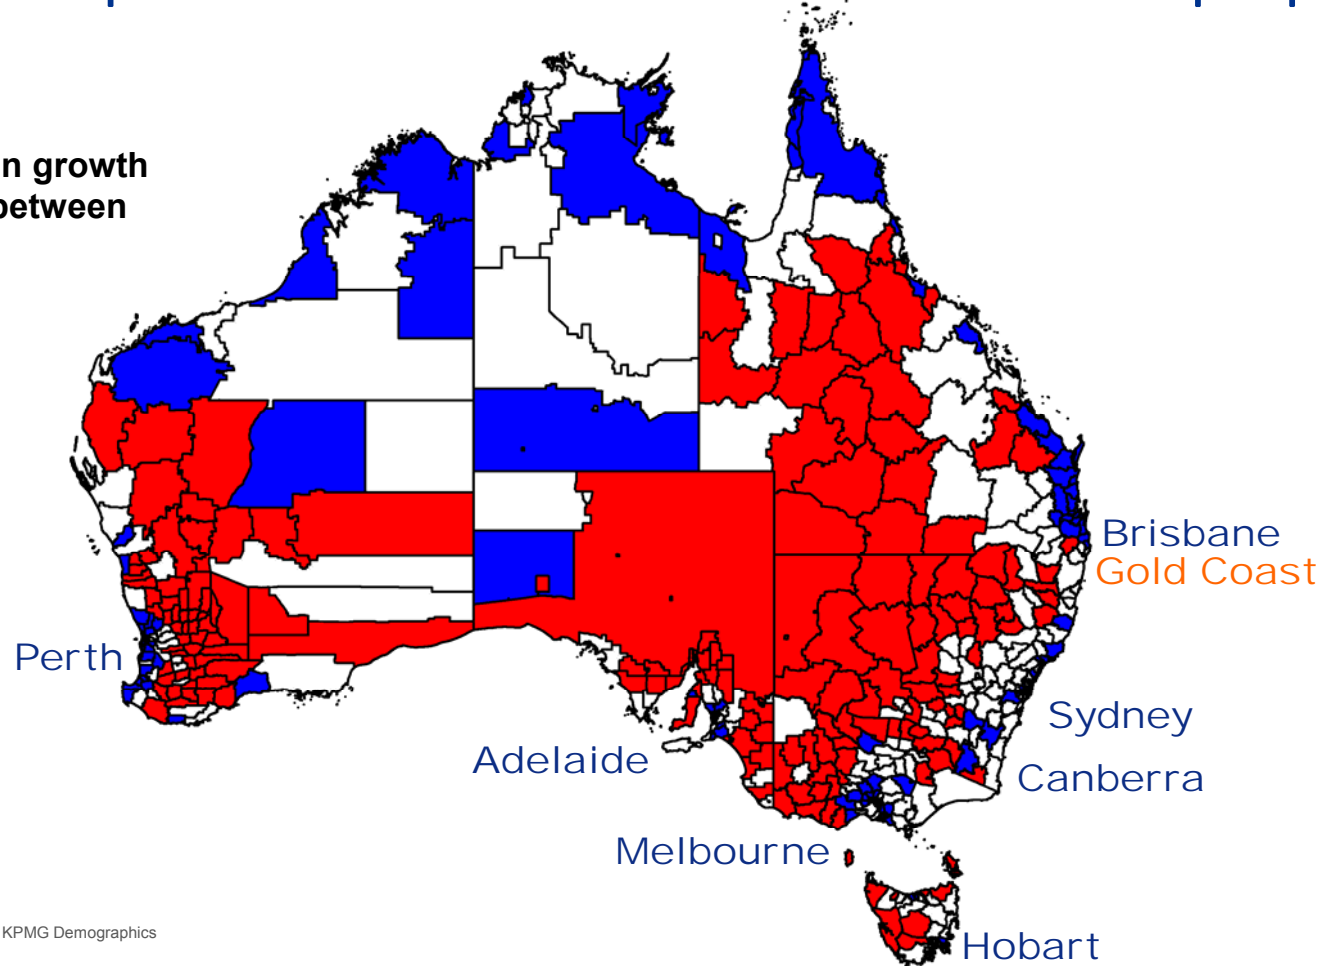 n growth
between
Brisbane
Gold Coast
Perth
Sydney
Adelaide
Canberra
Melbourne
KPMG Demographics
Hobart